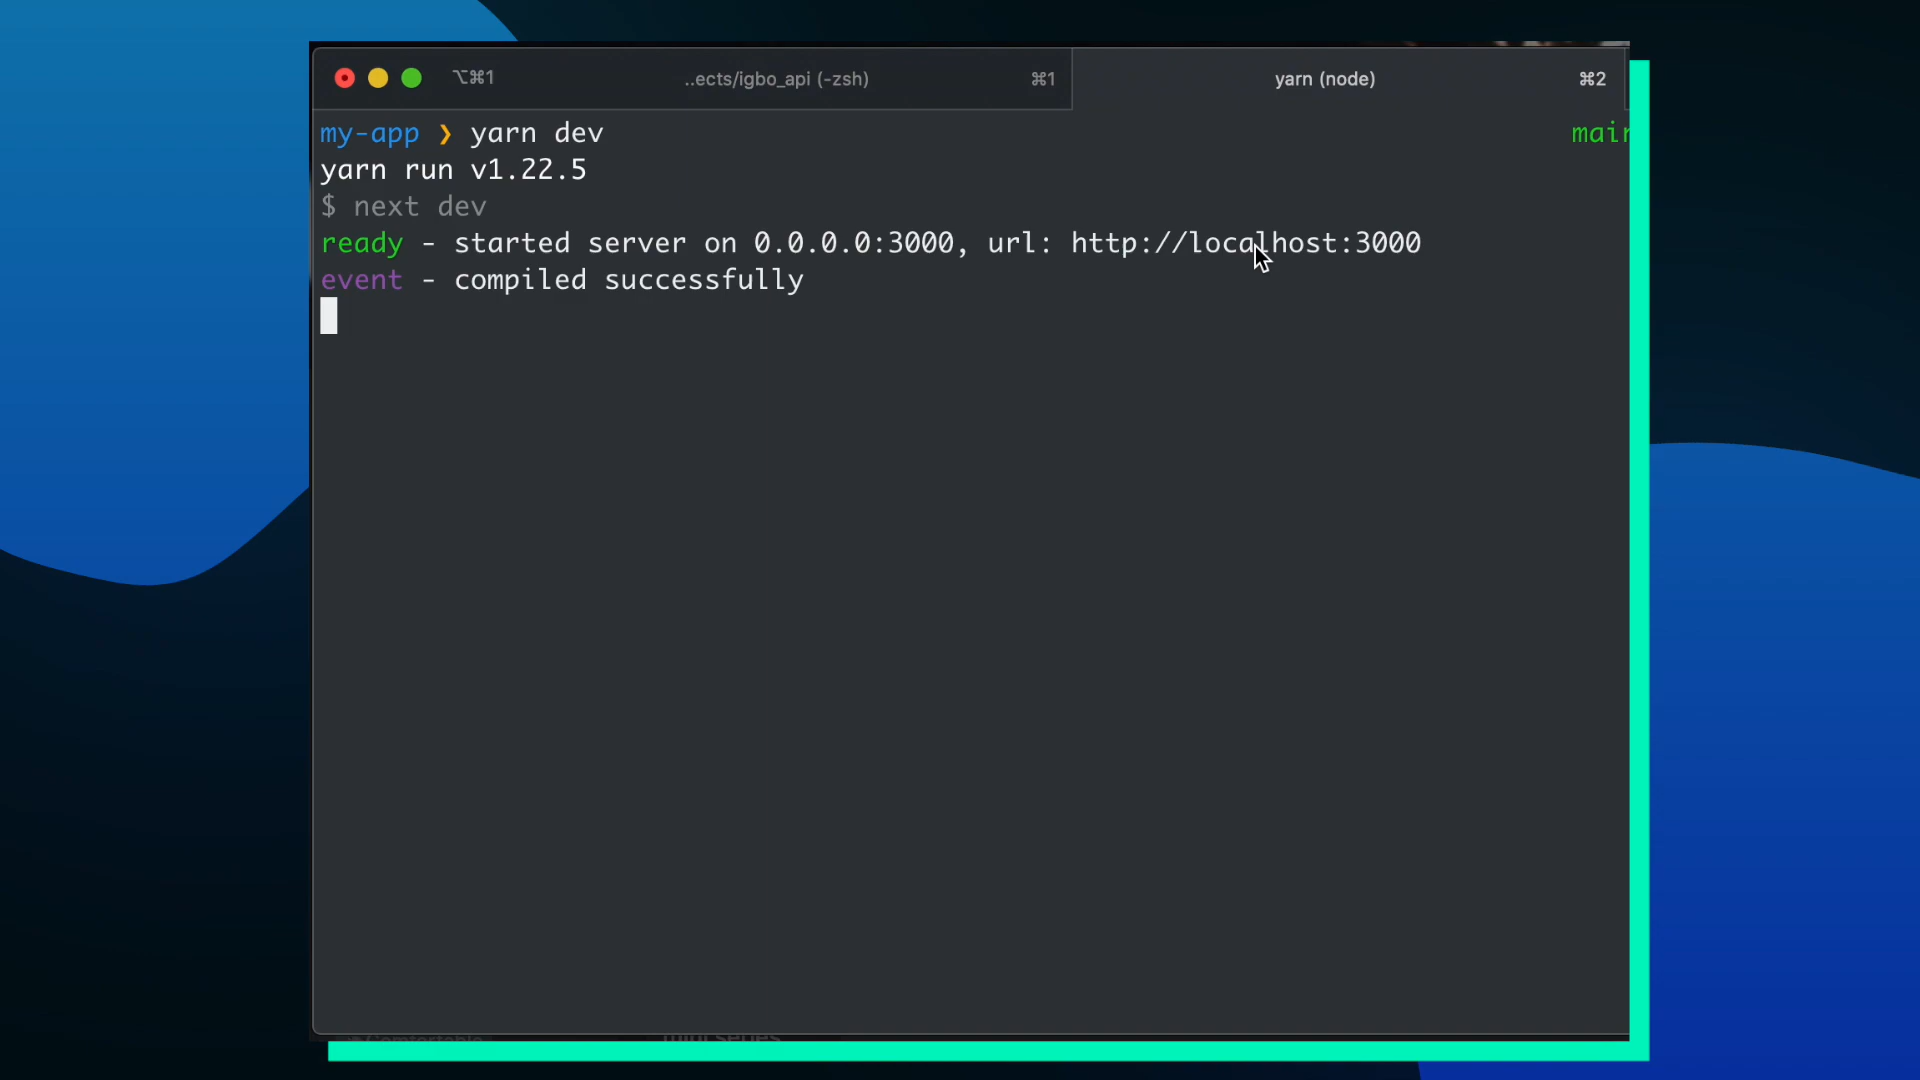 ⌥⌘1 ..ects/igbo_api (-zsh) ⌘1 yarn (node) ⌘2
my-app ❯ yarn dev
yarn run v1.22.5
$ next dev
ready - started server on 0.0.0.0:3000, url: http://localhost:3000
event - compiled successfully